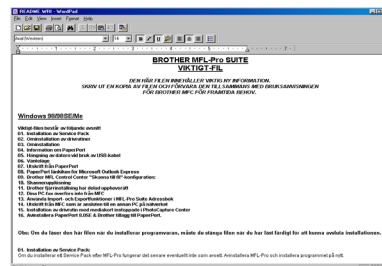 README.WRI - WordPad
File Edit View Insert Format Help
BROTHER MFL-Pro SUITE
VIKTIGT-FIL
DEN HÄR FILEN INNEHÅLLER VIKTIG NY INFORMATION.
SKRIV UT EN KOPIA AV FILEN OCH FÖRVARA DEN TILLSAMMANS MED BRUKSANVISNINGEN
FÖR BROTHER MFC FÖR FRAMTIDA BEHOV.
Windows 98/98SE/Me
Viktigt-filen består av följande avsnitt
01. Installation av Service Pack
02. Ominstallation av drivrutiner
03. Ominstallation
04. Information om PaperPort
05. Hängning av datorn vid bruk av USB-kabel
06. Vänteläge
07. Utskrift från PaperPort
08. PaperPort länkikon för Microsoft Outlook Express
09. Brother MFL Control Center "Skanna till fil"-konfiguration:
10. Skannerupplösning
11. Brother fjärrinställning har delad upphovsrätt
12. Dina PC fax överförs inte från MFC
13. Använda Import- och Exportfunktioner i MFL-Pro Suite Adressbok
14. Utskrift från MFC som är ansluten till en annan PC på nätverket
15. Installation av drivrutin med mediakort instoppade i PhotoCapture Center
16. Avinstallera PaperPort 8.0SE & Brother tillägg till PaperPort.
Obs: Om du läser den här filen när du installerar programvaran, måste du stänga filen när du har läst färdigt för att kunna avsluta installationen.
01. Installation av Service Pack:
Om du installerar ett Service Pack efter MFL-Pro fungerar det senare eventuellt inte som avsett. Avinstallera MFL-Pro och installera programmet på nytt.